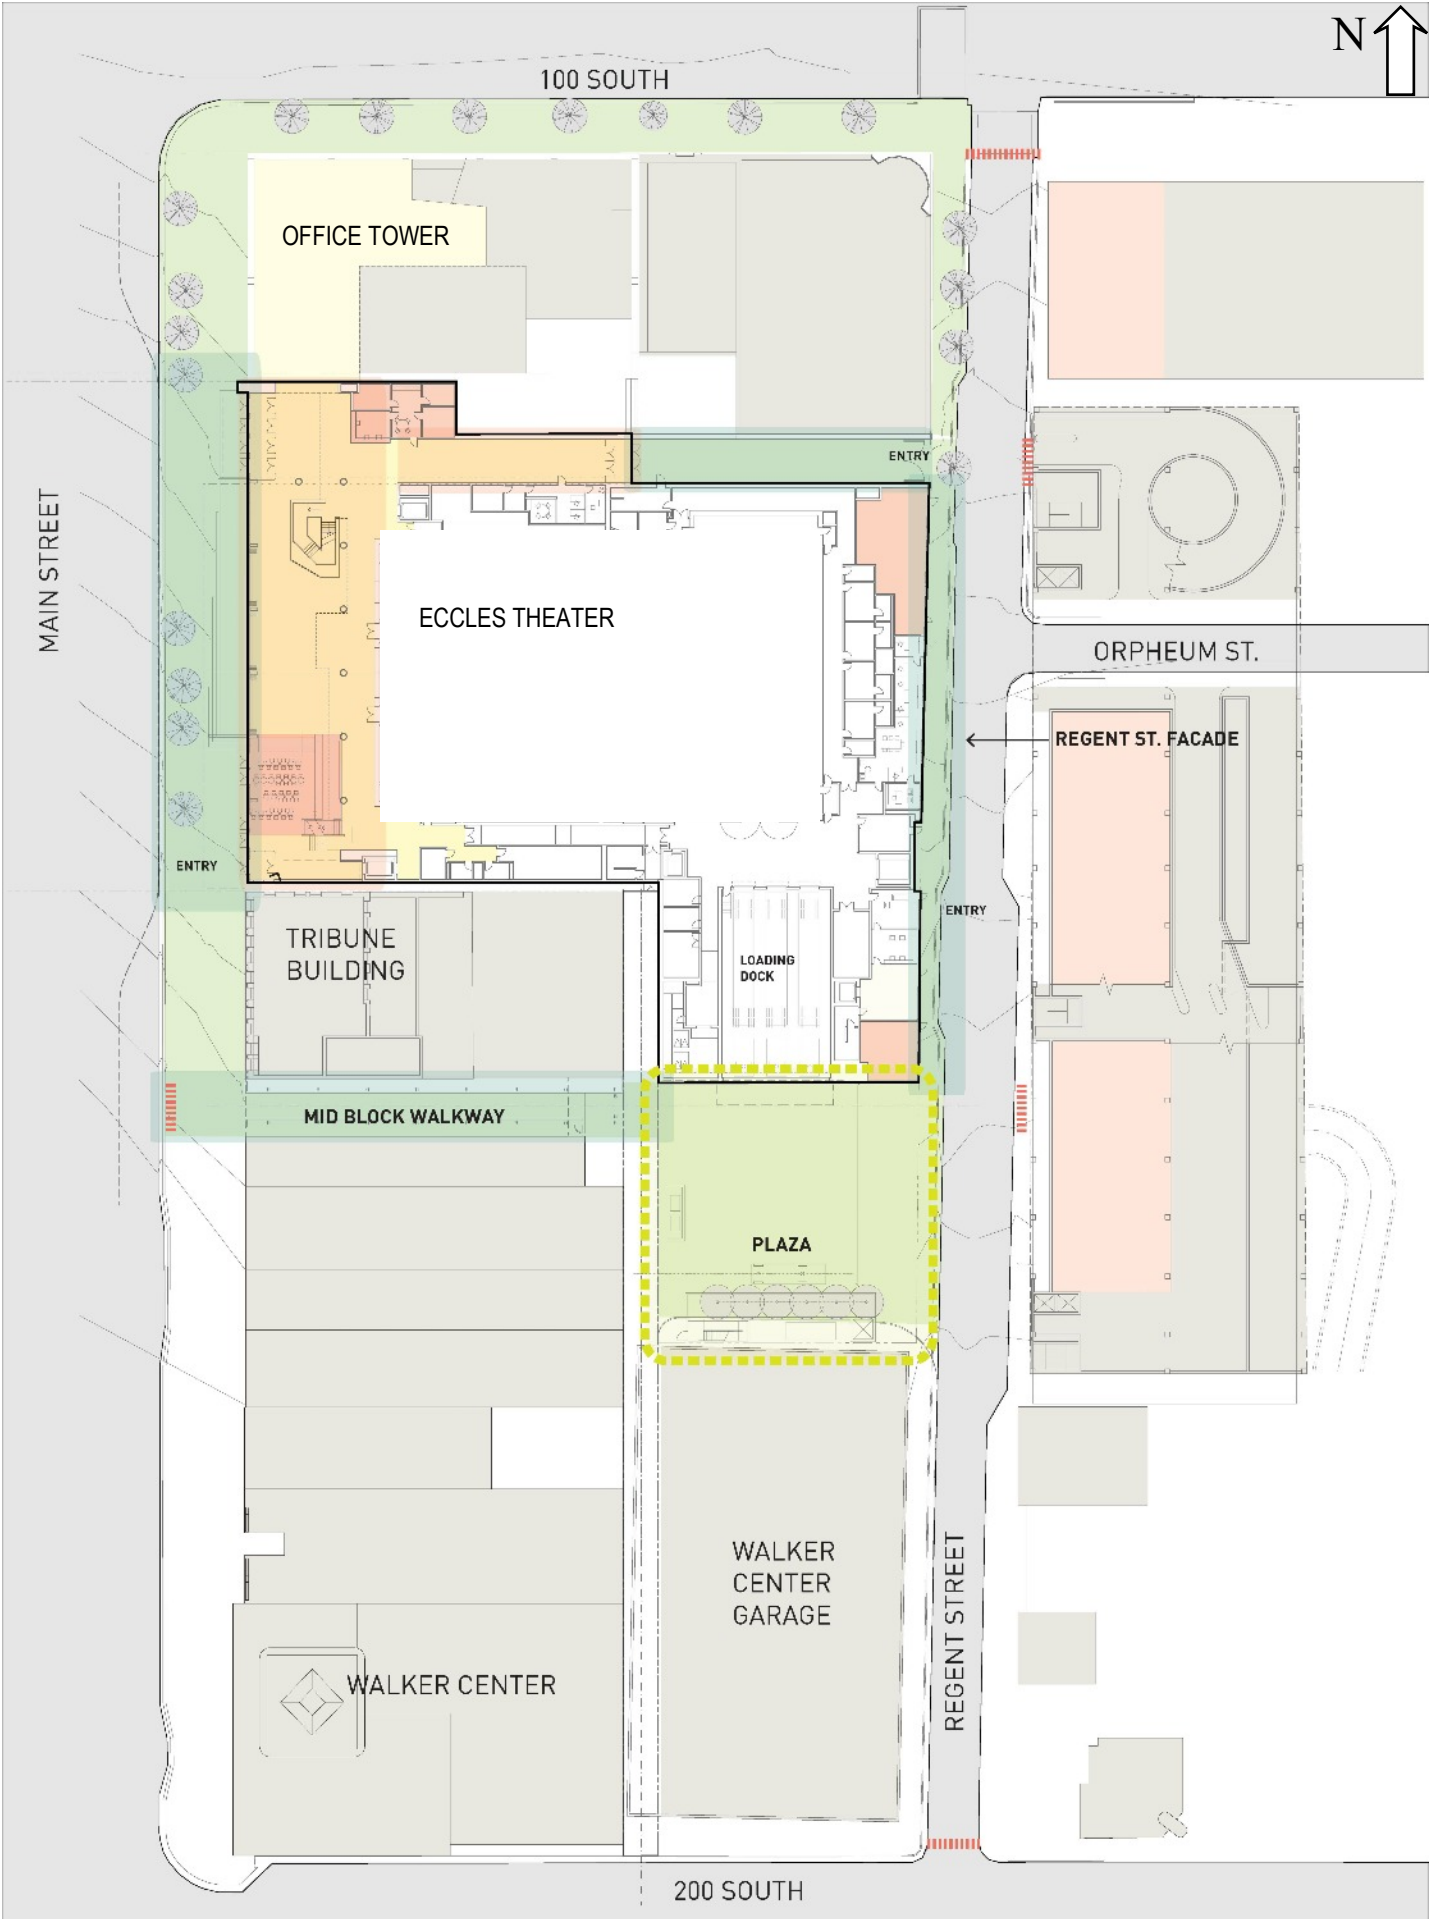 N
100 SOUTH
OFFICE TOWER
ENTRY
MAIN STREET
ECCLES THEATER
ORPHEUM ST.
REGENT ST. FACADE
ENTRY
ENTRY
TRIBUNE
BUILDING
LOADING
DOCK
MID BLOCK WALKWAY
PLAZA
WALKER
CENTER
GARAGE
REGENT STREET
WALKER CENTER
200 SOUTH